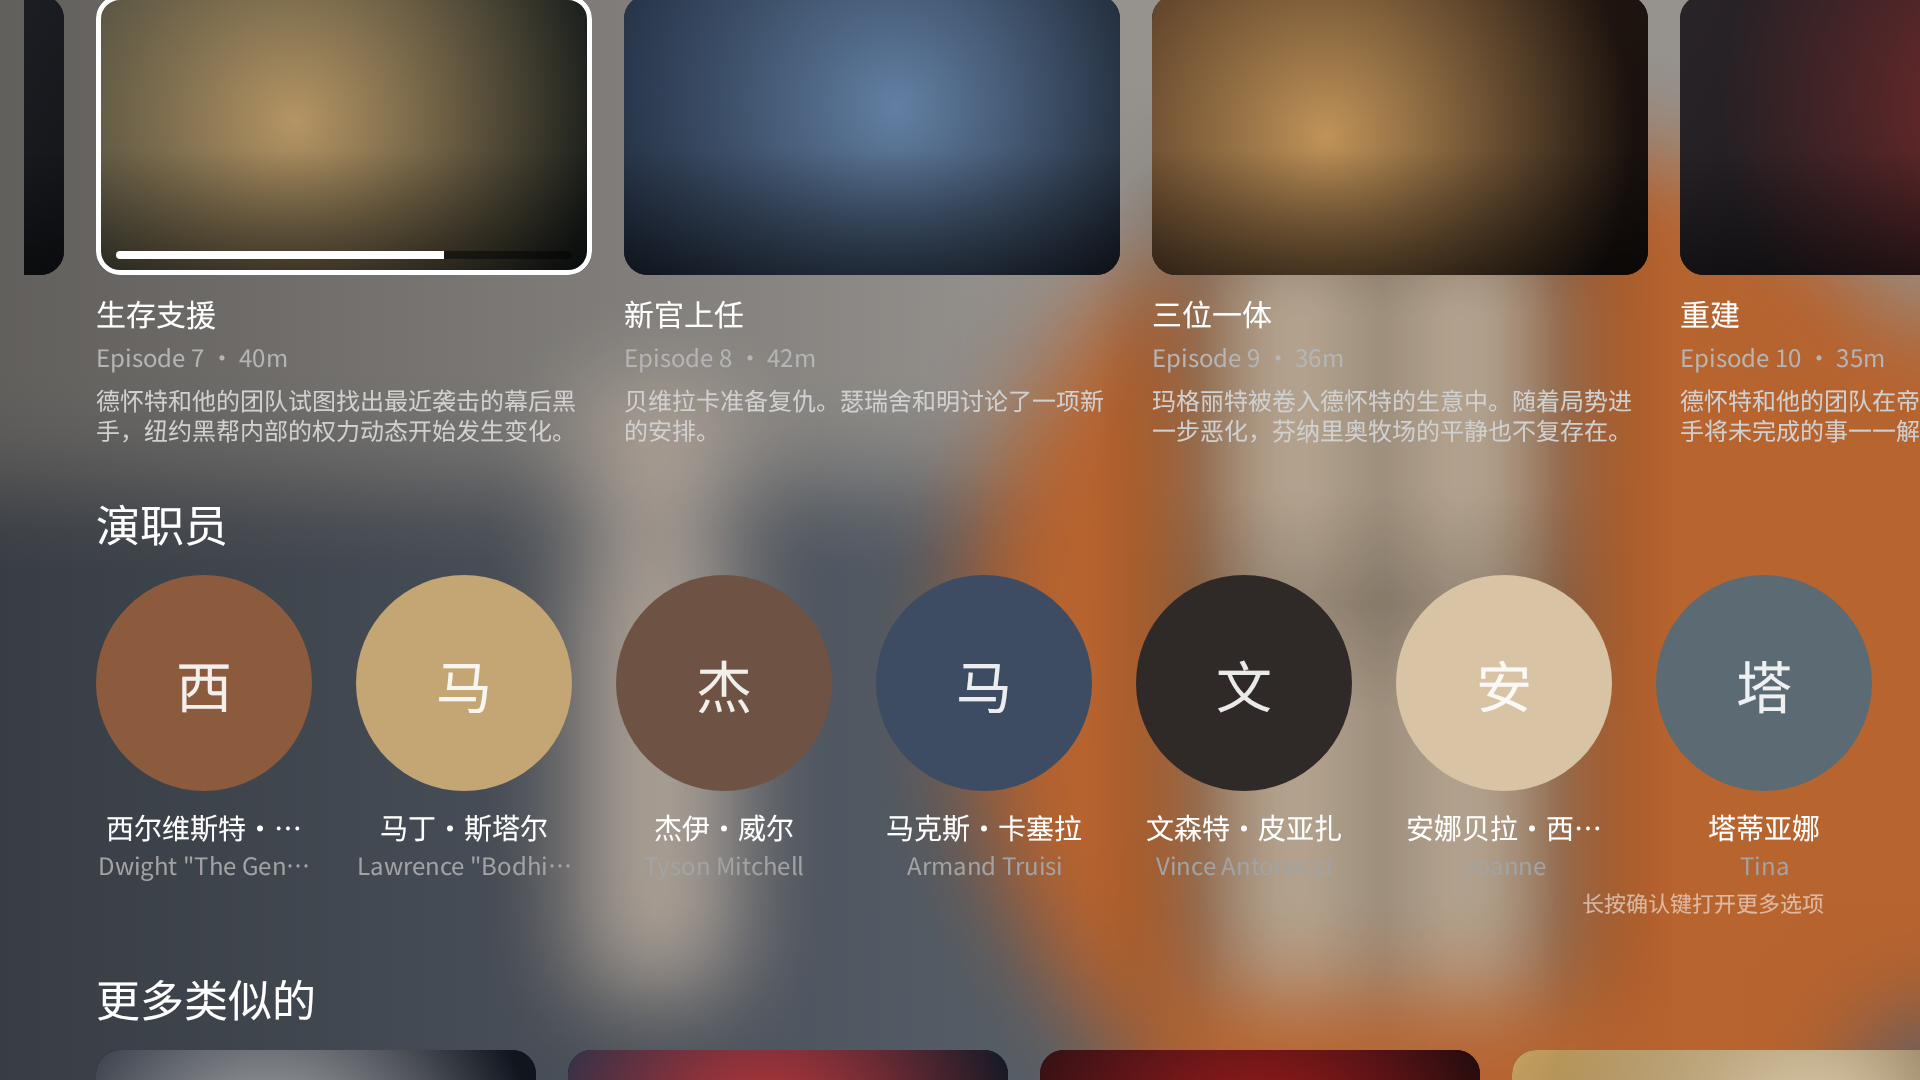 生存支援
Episode 7 • 40m
德怀特和他的团队试图找出最近袭击的幕后黑
手，纽约黑帮内部的权力动态开始发生变化。
新官上任
Episode 8 • 42m
贝维拉卡准备复仇。瑟瑞舍和明讨论了一项新
的安排。
三位一体
Episode 9 • 36m
玛格丽特被卷入德怀特的生意中。随着局势进
一步恶化，芬纳里奥牧场的平静也不复存在。
重建
Episode 10 • 35m
德怀特和他的团队在帝
手将未完成的事一一解
演职员
西
马
杰
马
文
安
塔
西尔维斯特・…
马丁・斯塔尔
杰伊・威尔
马克斯・卡塞拉
文森特・皮亚扎
安娜贝拉・西…
塔蒂亚娜
Dwight "The Gen…
Lawrence "Bodhi…
Tyson Mitchell
Armand Truisi
Vince Antonacci
Joanne
Tina
长按确认键打开更多选项
更多类似的